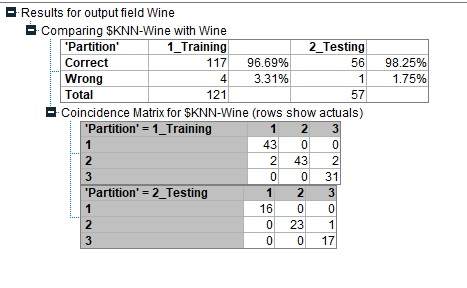 Results for output field Wine
Comparing $KNN-Wine with Wine
'Partition' 1_Training 2_Testing
Correct 117 96.69% 56 98.25%
Wrong 4 3.31% 1 1.75%
Total 121 57
Coincidence Matrix for $KNN-Wine (rows show actuals)
'Partition' = 1_Training 1 2 3
1 43 0 0
2 2 43 2
3 0 0 31
'Partition' = 2_Testing 1 2 3
1 16 0 0
2 0 23 1
3 0 0 17